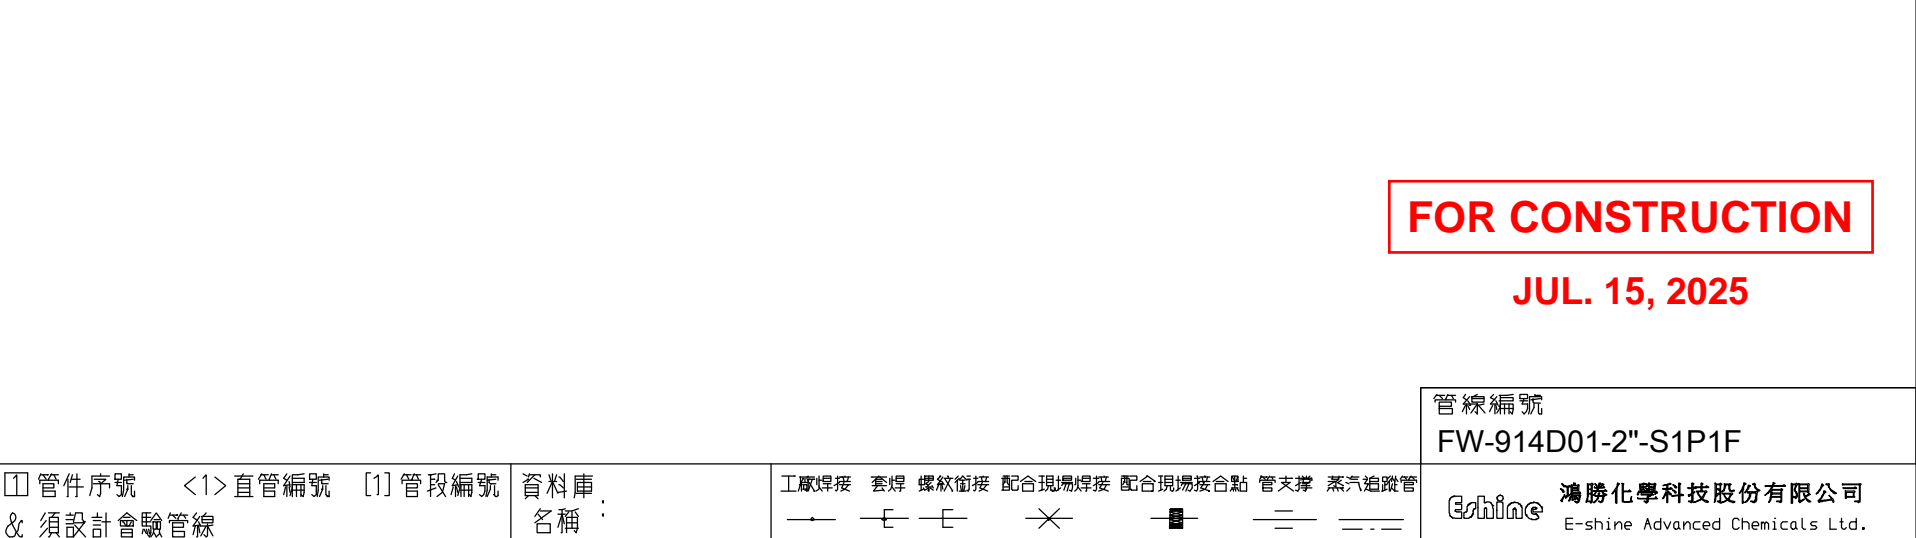 FOR CONSTRUCTION
JUL. 15, 2025
管線編號
FW-914D01-2"-S1P1F
1 管件序號 <1>直管編號 [1] 管段編號
& 須設計會驗管線
資料庫
名稱 :
工廠焊接 套焊 螺紋銜接 配合現場焊接 配合現場接合點 管支撐 蒸汽追蹤管
Eshine
鴻勝化學科技股份有限公司
E-shine Advanced Chemicals Ltd.